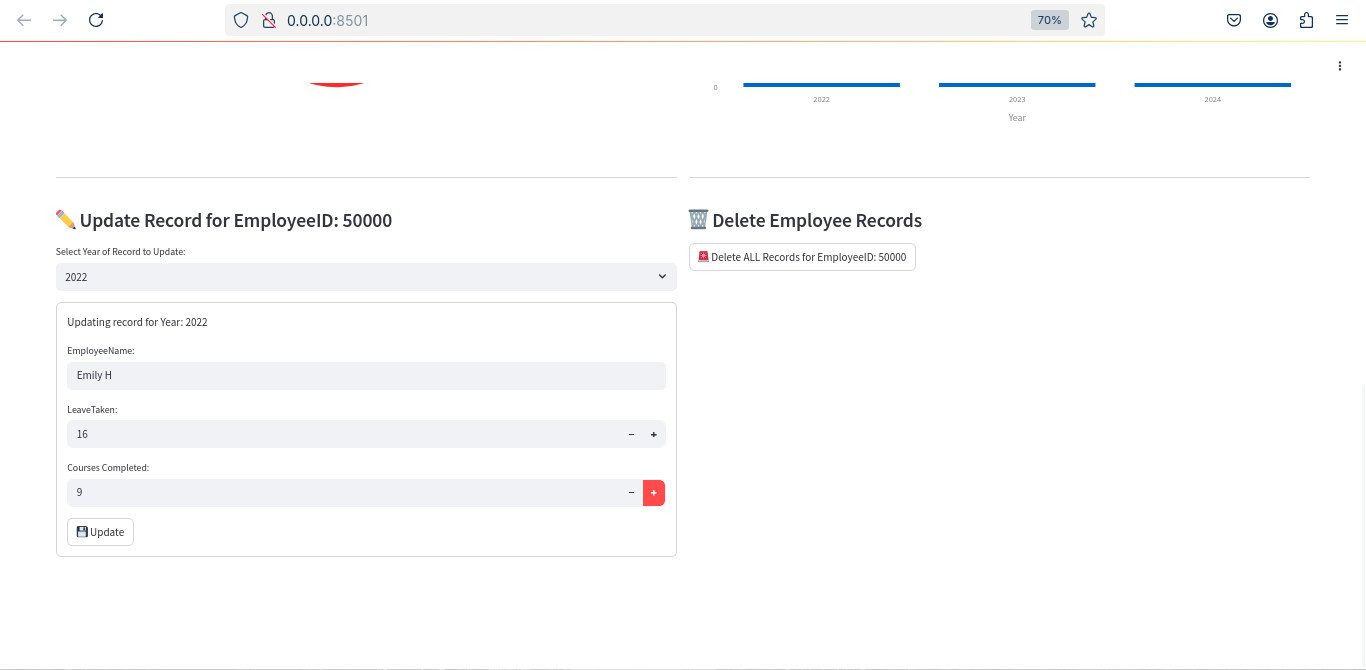 0.0.0.0:8501
70%
0
2022
2023
2024
Year
✏️ Update Record for EmployeeID: 50000
Select Year of Record to Update:
2022
Updating record for Year: 2022
EmployeeName:
Emily H
LeaveTaken:
16
− +
Courses Completed:
9
− +
💾 Update
🗑️ Delete Employee Records
🚨 Delete ALL Records for EmployeeID: 50000